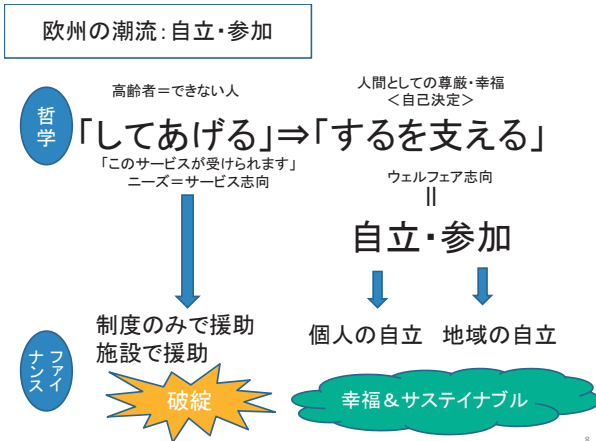 欧州の潮流:自立・参加
高齢者＝できない人
人間としての尊厳・幸福
＜自己決定＞
哲学
「してあげる」⇒「するを支える」
「このサービスが受けられます」
ニーズ＝サービス志向
ウェルフェア志向
||
自立・参加
ファイナンス
制度のみで援助
施設で援助
個人の自立 地域の自立
破綻
幸福＆サステイナブル
8